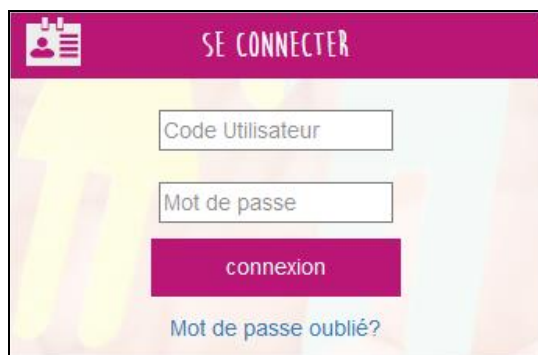 SE CONNECTER
Code Utilisateur
Mot de passe
connexion
Mot de passe oublié?